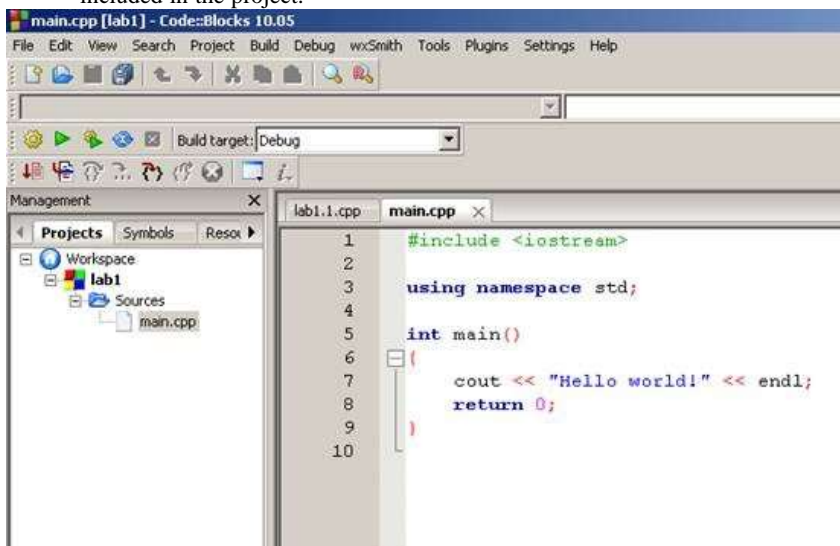 included in the project.
main.cpp [lab1] - Code::Blocks 10.05
File Edit View Search Project Build Debug wxSmith Tools Plugins Settings Help
Build target: Debug
Management
Projects Symbols Resou
Workspace
lab1
Sources
main.cpp
lab1.1.cpp main.cpp
1 #include <iostream>
2
3 using namespace std;
4
5 int main()
6 {
7 cout << "Hello world!" << endl;
8 return 0;
9 }
10